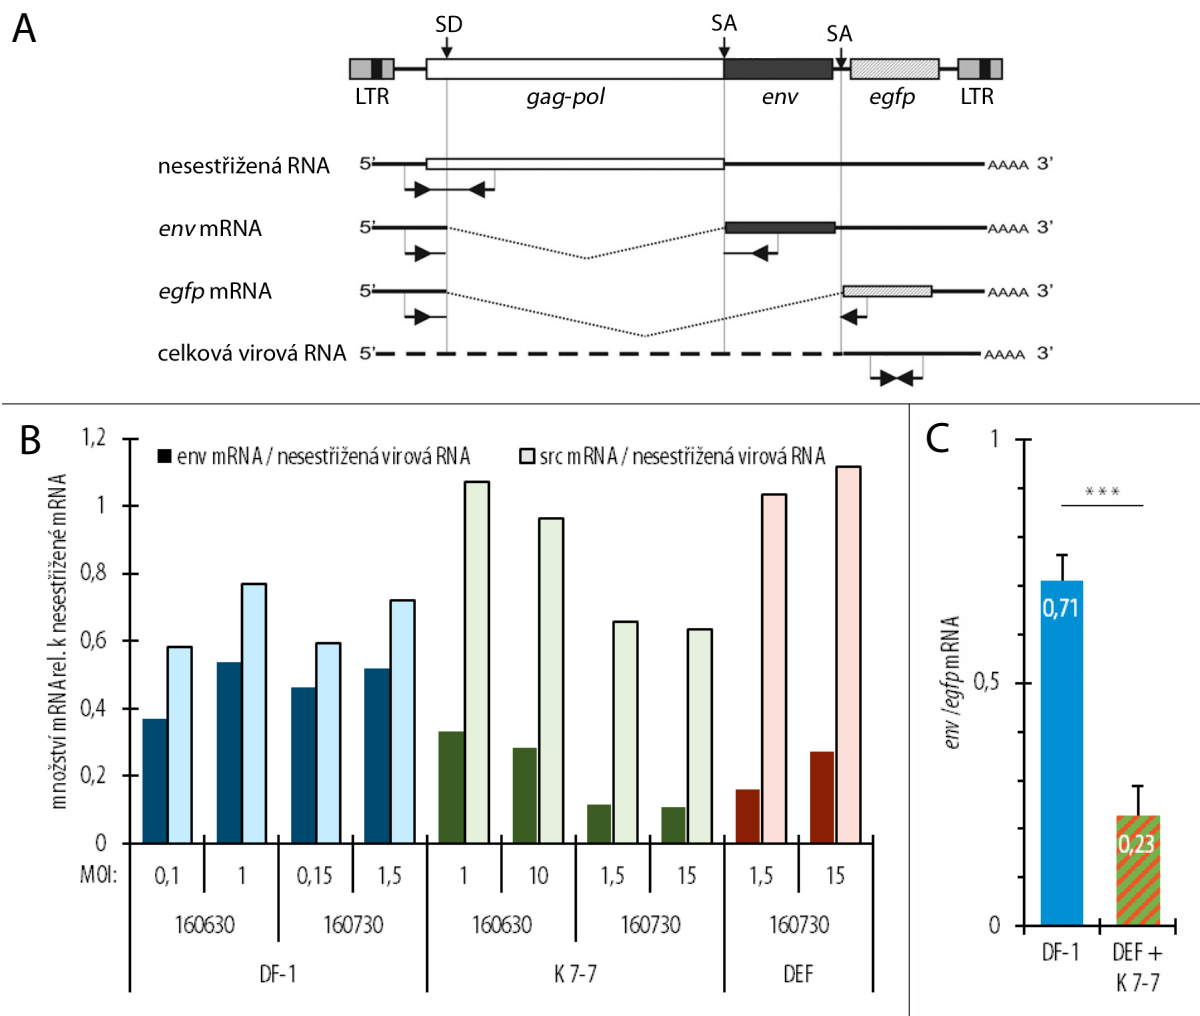 A
SD
SA
SA
LTR
gag-pol
env
egfp
LTR
nesestřižená RNA
5’
AAAA 3’
env mRNA
5’
AAAA 3’
egfp mRNA
5’
AAAA 3’
celková virová RNA
5’
AAAA 3’
B
množství mRNA rel. k nesestřižené mRNA
1,2
1
0,8
0,6
0,4
0,2
0
env mRNA / nesestřižená virová RNA
src mRNA / nesestřižená virová RNA
MOI: 0,1 1 0,15 1,5 1 10 1,5 15 1,5 15
160630 160730 160630 160730 160730
DF-1 K 7-7 DEF
C
env /egfp mRNA
1
0,5
0
***
0,71
0,23
DF-1
DEF +
K 7-7